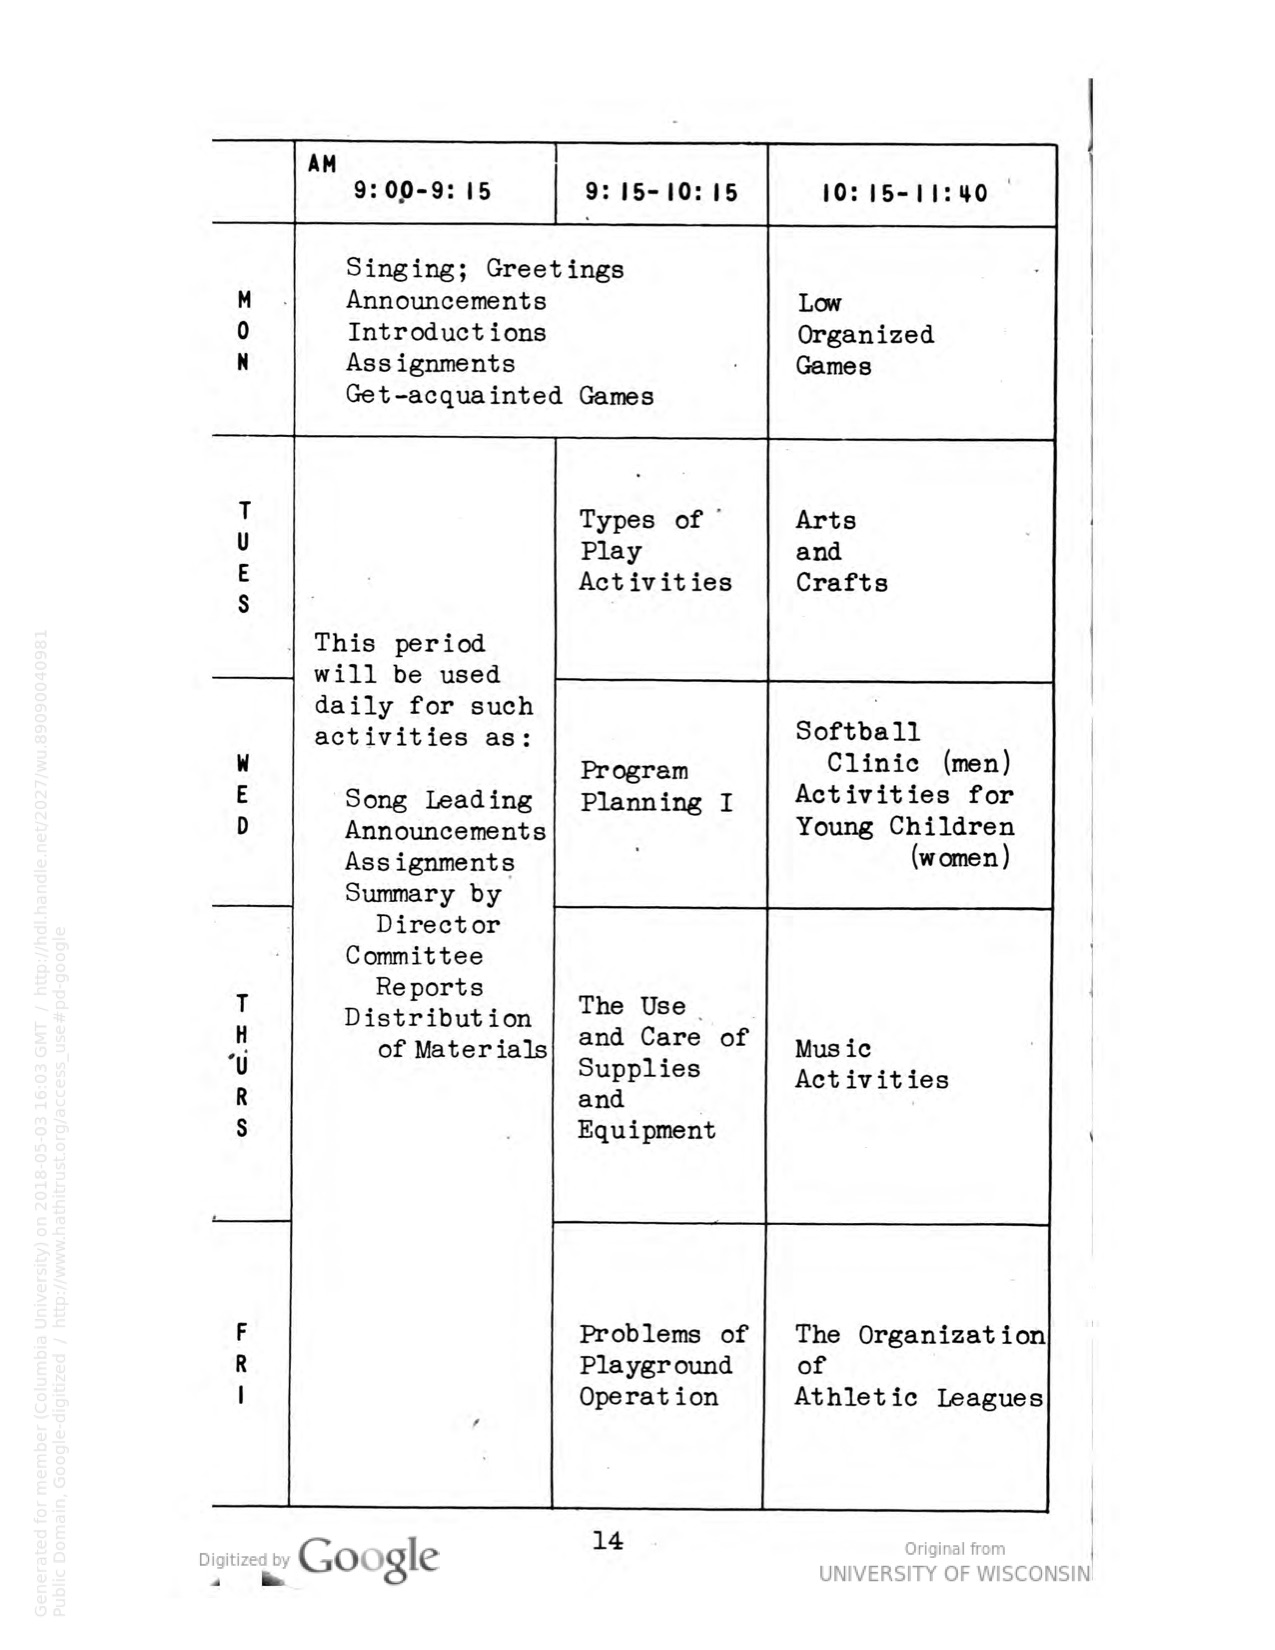 AM
9:00-9:15
9:15-10:15
10:15-11:40
MON
Singing; Greetings
Announcements
Introductions
Assignments
Get-acquainted Games
Low
Organized
Games
TUES
This period
will be used
daily for such
activities as:
Song Leading
Announcements
Assignments
Summary by
Director
Committee
Reports
Distribution
of Materials
Types of
Play
Activities
Arts
and
Crafts
WED
Program
Planning I
Softball
Clinic (men)
Activities for
Young Children
(women)
THURS
The Use
and Care of
Supplies
and
Equipment
Music
Activities
FRI
Problems of
Playground
Operation
The Organization
of
Athletic Leagues
14
Digitized by Google
Original from
UNIVERSITY OF WISCONSIN
Generated for member (Columbia University) on 2018-05-03 16:03 GMT / http://hdl.handle.net/2027/wu.89090040981
Public Domain, Google-digitized / http://www.hathitrust.org/access_use#pd-google